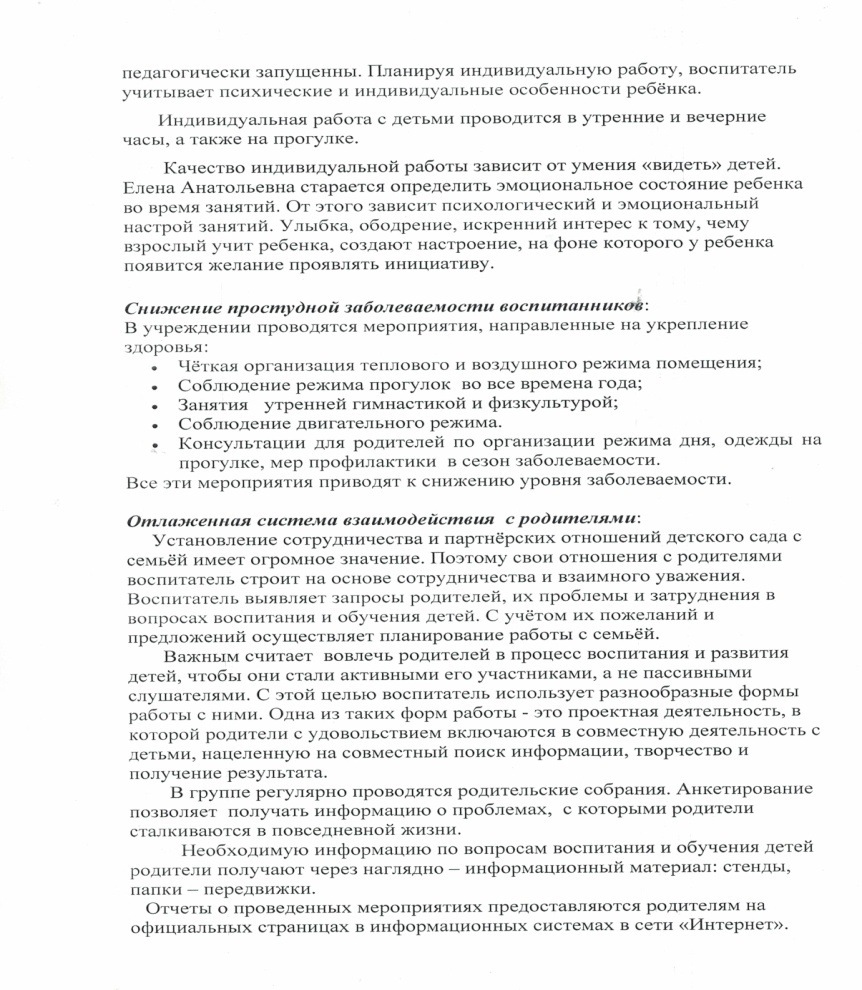 педагогически запущенны. Планируя индивидуальную работу, воспитатель
учитывает психические и индивидуальные особенности ребёнка.
Индивидуальная работа с детьми проводится в утренние и вечерние
часы, а также на прогулке.
Качество индивидуальной работы зависит от умения «видеть» детей.
Елена Анатольевна старается определить эмоциональное состояние ребенка
во время занятий. От этого зависит психологический и эмоциональный
настрой занятий. Улыбка, ободрение, искренний интерес к тому, чему
взрослый учит ребенка, создают настроение, на фоне которого у ребенка
появится желание проявлять инициативу.
Снижение простудной заболеваемости воспитанников:
В учреждении проводятся мероприятия, направленные на укрепление
здоровья:
• Чёткая организация теплового и воздушного режима помещения;
• Соблюдение режима прогулок во все времена года;
• Занятия утренней гимнастикой и физкультурой;
• Соблюдение двигательного режима.
• Консультации для родителей по организации режима дня, одежды на
прогулке, мер профилактики в сезон заболеваемости.
Все эти мероприятия приводят к снижению уровня заболеваемости.
Отлаженная система взаимодействия с родителями:
Установление сотрудничества и партнёрских отношений детского сада с
семьёй имеет огромное значение. Поэтому свои отношения с родителями
воспитатель строит на основе сотрудничества и взаимного уважения.
Воспитатель выявляет запросы родителей, их проблемы и затруднения в
вопросах воспитания и обучения детей. С учётом их пожеланий и
предложений осуществляет планирование работы с семьёй.
Важным считает вовлечь родителей в процесс воспитания и развития
детей, чтобы они стали активными его участниками, а не пассивными
слушателями. С этой целью воспитатель использует разнообразные формы
работы с ними. Одна из таких форм работы - это проектная деятельность, в
которой родители с удовольствием включаются в совместную деятельность с
детьми, нацеленную на совместный поиск информации, творчество и
получение результата.
В группе регулярно проводятся родительские собрания. Анкетирование
позволяет получать информацию о проблемах, с которыми родители
сталкиваются в повседневной жизни.
Необходимую информацию по вопросам воспитания и обучения детей
родители получают через наглядно – информационный материал: стенды,
папки – передвижки.
Отчеты о проведенных мероприятиях предоставляются родителям на
официальных страницах в информационных системах в сети «Интернет».